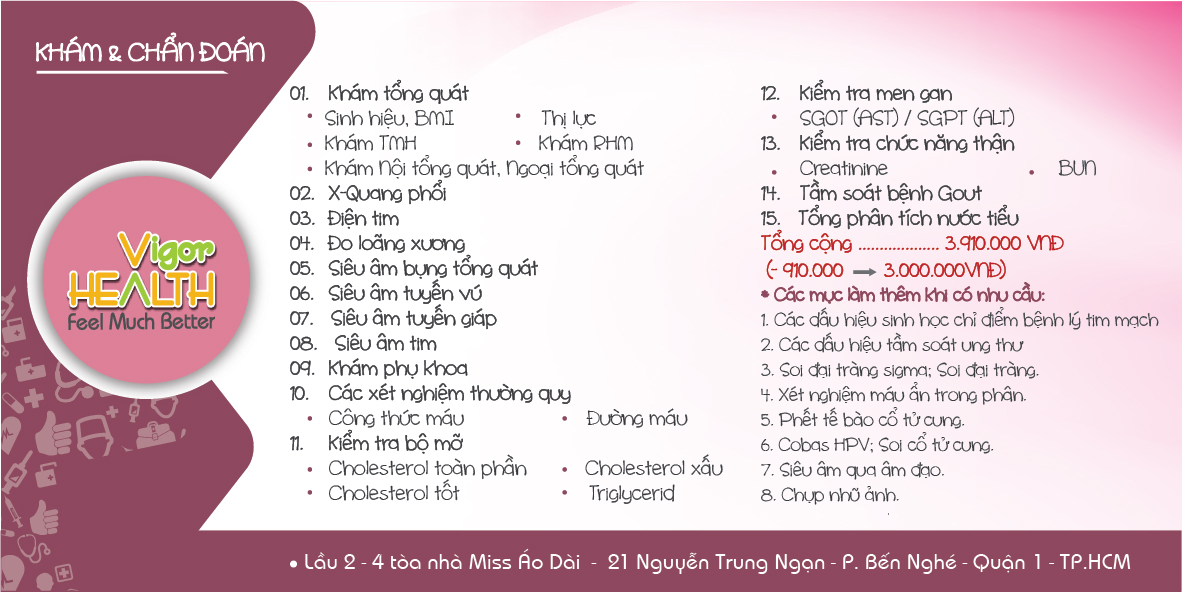 KHÁM & CHẨN ĐOÁN
Vigor
HEALTH
Feel Much Better
01. Khám tổng quát
• Sinh hiệu, BMI • Thị lực
• Khám TMH • Khám RHM
• Khám Nội tổng quát, Ngoại tổng quát
02. X-Quang phổi
03. Điện tim
04. Đo loãng xương
05. Siêu âm bụng tổng quát
06. Siêu âm tuyến vú
07. Siêu âm tuyến giáp
08. Siêu âm tim
09. Khám phụ khoa
10. Các xét nghiệm thường quy
• Công thức máu • Đường máu
11. Kiểm tra bộ mỡ
• Cholesterol toàn phần • Cholesterol xấu
• Cholesterol tốt • Triglycerid
12. Kiểm tra men gan
• SGOT (AST) / SGPT (ALT)
13. Kiểm tra chức năng thận
• Creatinine • BUN
14. Tầm soát bệnh Gout
15. Tổng phân tích nước tiểu
Tổng cộng ................... 3.910.000 VNĐ
(- 910.000 → 3.000.000VNĐ)
• Các mục làm thêm khi có nhu cầu:
1. Các dấu hiệu sinh học chỉ điểm bệnh lý tim mạch
2. Các dấu hiệu tầm soát ung thư
3. Soi đại tràng sigma; Soi đại tràng.
4. Xét nghiệm máu ẩn trong phân.
5. Phết tế bào cổ tử cung.
6. Cobas HPV; Soi cổ tử cung.
7. Siêu âm qua âm đạo.
8. Chụp nhũ ảnh.
• Lầu 2 - 4 tòa nhà Miss Áo Dài - 21 Nguyễn Trung Ngạn - P. Bến Nghé - Quận 1 - TP.HCM